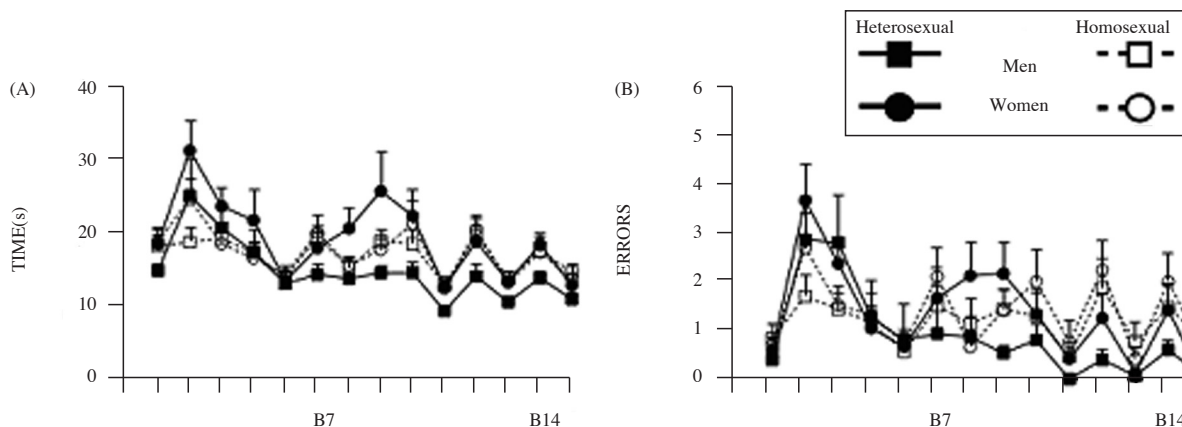 Heterosexual Homosexual
Men
Women
(A)
TIME(s)
40
30
20
10
0
B7 B14
(B)
ERRORS
6
5
4
3
2
1
0
B7 B14